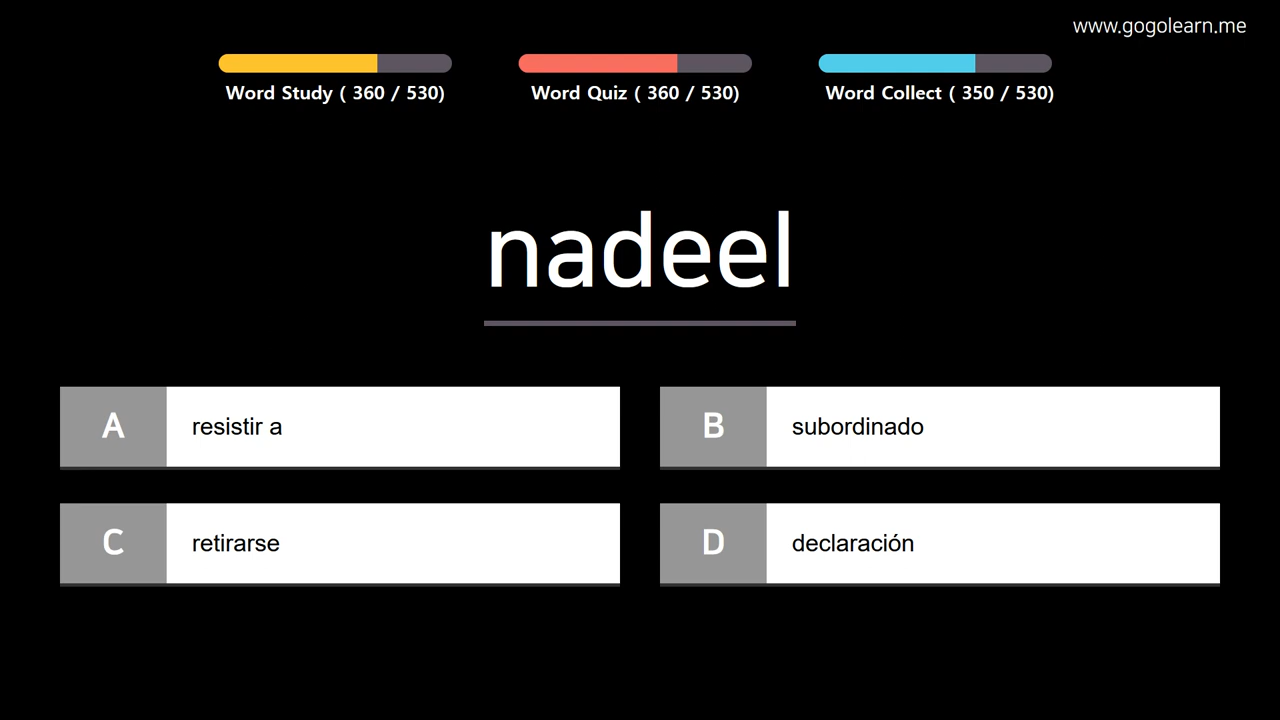 www.gogolearn.me
Word Study ( 360 / 530)
Word Quiz ( 360 / 530)
Word Collect ( 350 / 530)
nadeel
A resistir a
B subordinado
C retirarse
D declaración